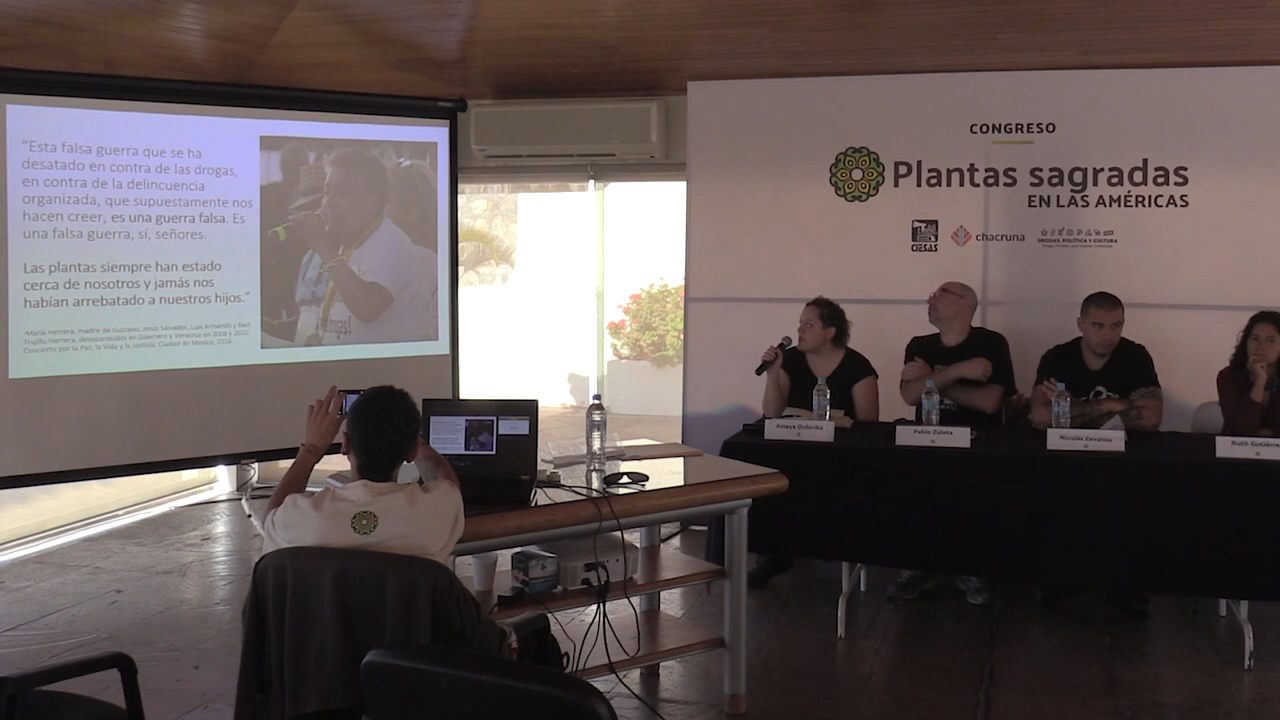 “Esta falsa guerra que se ha
desatado en contra de las drogas,
en contra de la delincuencia
organizada, que supuestamente nos
hacen creer, es una guerra falsa. Es
una falsa guerra, sí, señores.
Las plantas siempre han estado
cerca de nosotros y jamás nos
habían arrebatado a nuestros hijos.”
-María Herrera, madre de Gustavo, Jesús Salvador, Luis Armando y Raúl
Trujillo Herrera, desaparecidos en Guerrero y Veracruz en 2008 y 2010.
Concierto por la Paz, la Vida y la Justicia, Ciudad de México, 2016.
CONGRESO
Plantas sagradas
EN LAS AMÉRICAS
CIESAS
chacruna
DROGAS, POLÍTICA Y CULTURA
Amaya Ordorika
Pablo Zuleta
Nicolás Zevallos
Ruth Gutiérre